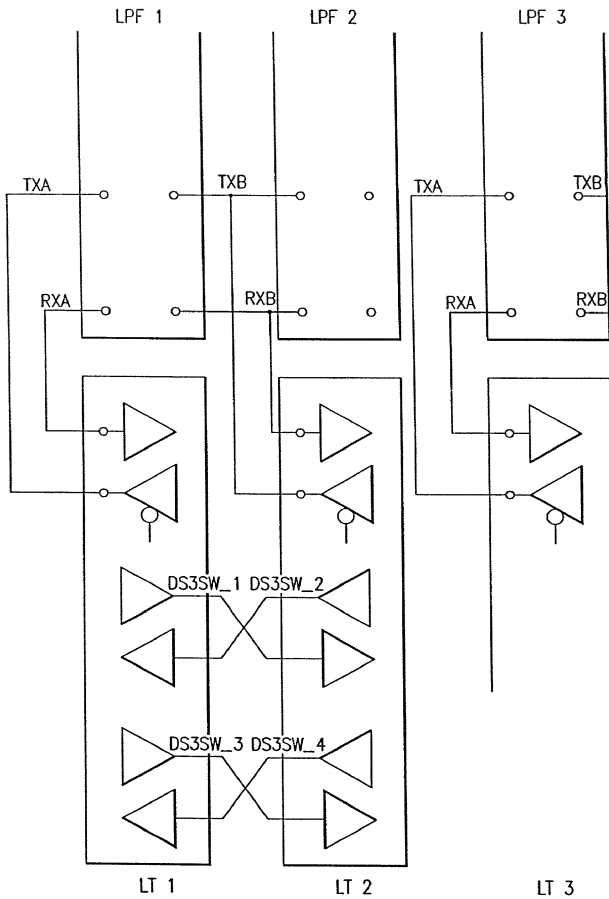 LPF 1 LPF 2 LPF 3
TXA TXB TXA TXB
RXA RXB RXA RXB
DS3SW_1 DS3SW_2
DS3SW_3 DS3SW_4
LT 1 LT 2 LT 3